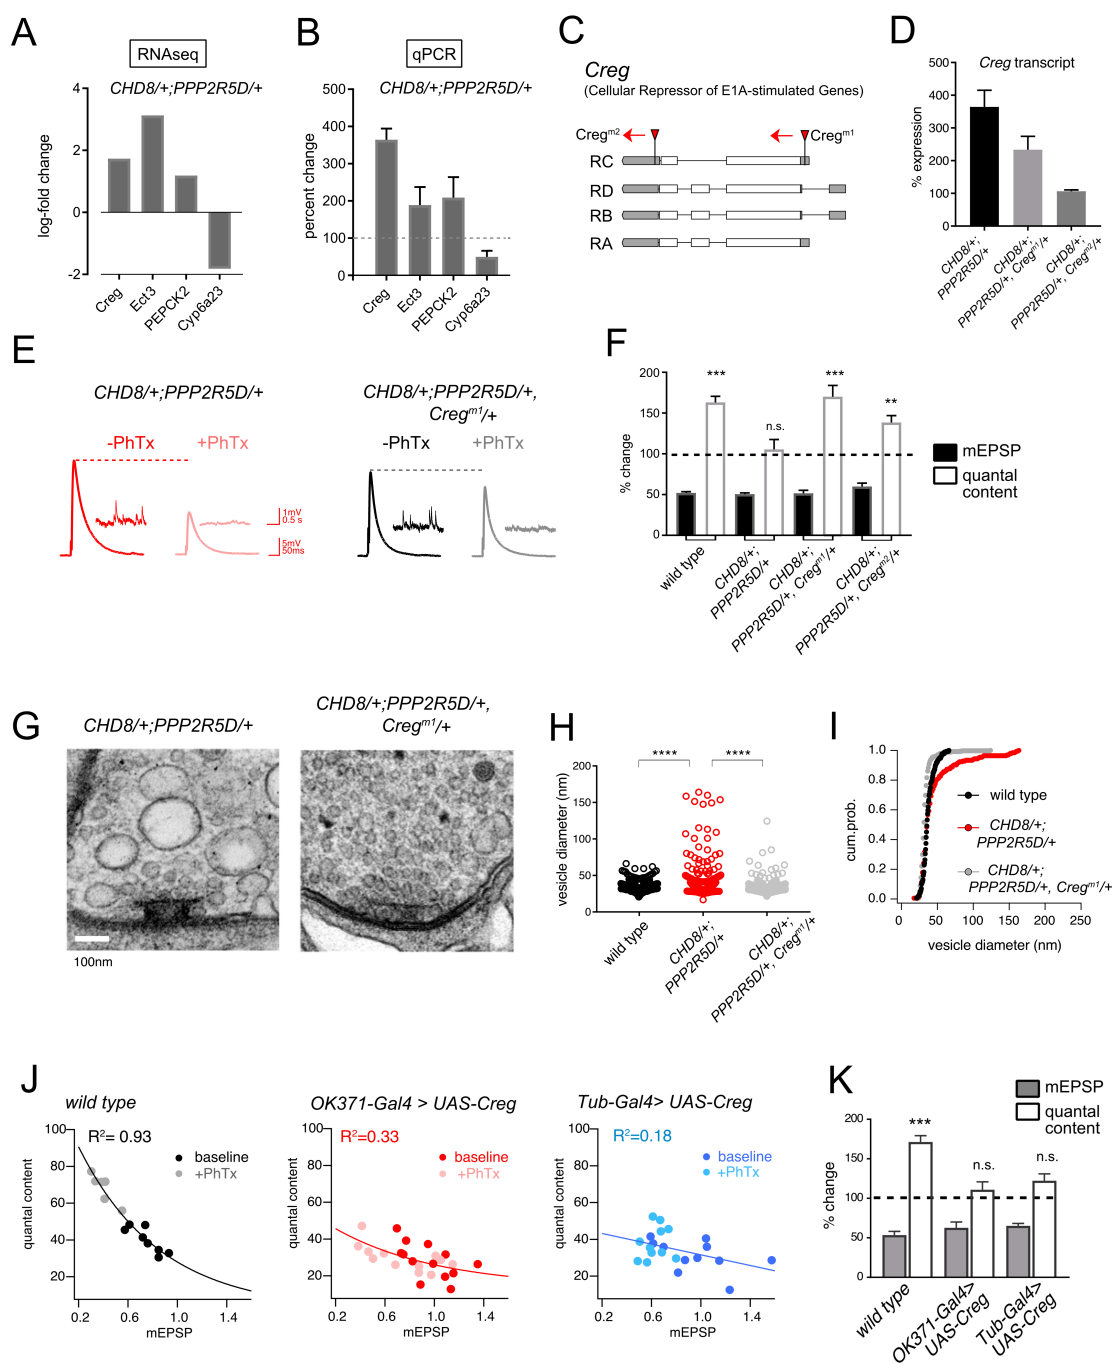 A
RNAseq
CHD8/+;PPP2R5D/+
log-fold change
4
2
0
-2
Creg
Ect3
PEPCK2
Cyp6a23
B
qPCR
CHD8/+;PPP2R5D/+
percent change
500
400
300
200
100
0
Creg
Ect3
PEPCK2
Cyp6a23
C
Creg
(Cellular Repressor of E1A-stimulated Genes)
Cregm2
Cregm1
RC
RD
RB
RA
D
Creg transcript
% expression
500
400
300
200
100
0
CHD8/+;
PPP2R5D/+
CHD8/+;
PPP2R5D/+, Cregm1/+
CHD8/+;
PPP2R5D/+, Cregm2/+
E
CHD8/+;PPP2R5D/+
-PhTx
+PhTx
1mV
0.5 s
5mV
50ms
CHD8/+;PPP2R5D/+,
Cregm1/+
-PhTx
+PhTx
F
% change
200
150
100
50
0
***
n.s.
***
**
mEPSP
quantal
content
wild type
CHD8/+;
PPP2R5D/+
CHD8/+;
PPP2R5D/+, Cregm1/+
CHD8/+;
PPP2R5D/+, Cregm2/+
G
CHD8/+;PPP2R5D/+
CHD8/+;PPP2R5D/+,
Cregm1/+
100nm
H
vesicle diameter (nm)
200
150
100
50
0
****
****
wild type
CHD8/+;
PPP2R5D/+
CHD8/+;
PPP2R5D/+, Cregm1/+
I
cum.prob.
1.0
0.8
0.6
0.4
0.2
0.0
wild type
CHD8/+;
PPP2R5D/+
CHD8/+;
PPP2R5D/+, Cregm1/+
0 50 100 150 200 250
vesicle diameter (nm)
J
wild type
R2= 0.93
baseline
+PhTx
quantal content
100
80
60
40
20
0.2 0.6 1.0 1.4
OK371-Gal4 > UAS-Creg
R2=0.33
baseline
+PhTx
quantal content
100
80
60
40
20
0.2 0.6 1.0 1.4
mEPSP
Tub-Gal4> UAS-Creg
R2=0.18
baseline
+PhTx
quantal content
100
80
60
40
20
0.2 0.6 1.0 1.4
mEPSP
K
mEPSP
quantal
content
% change
200
150
100
50
0
***
n.s.
n.s.
wild type
OK371-Gal4>
UAS-Creg
Tub-Gal4>
UAS-Creg